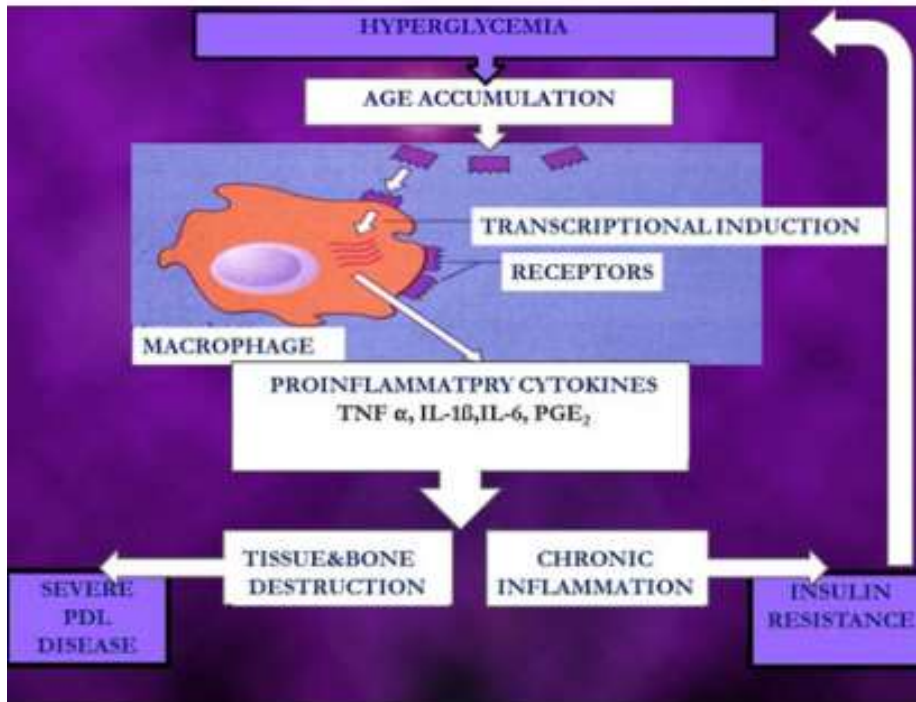 HYPERGLYCEMIA
AGE ACCUMULATION
TRANSCRIPTIONAL INDUCTION
RECEPTORS
MACROPHAGE
PROINFLAMMATPRY CYTOKINES
TNF α, IL-1ß,IL-6, PGE₂
TISSUE&BONE
DESTRUCTION
CHRONIC
INFLAMMATION
SEVERE
PDL
DISEASE
INSULIN
RESISTANCE